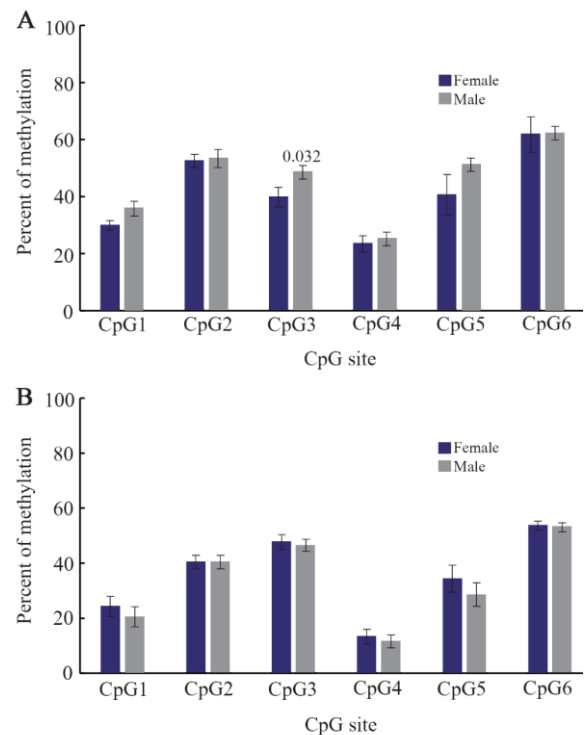 A
100
80
60
40
20
0
Percent of methylation
Female
Male
0.032
CpG1 CpG2 CpG3 CpG4 CpG5 CpG6
CpG site
B
100
80
60
40
20
0
Percent of methylation
Female
Male
CpG1 CpG2 CpG3 CpG4 CpG5 CpG6
CpG site